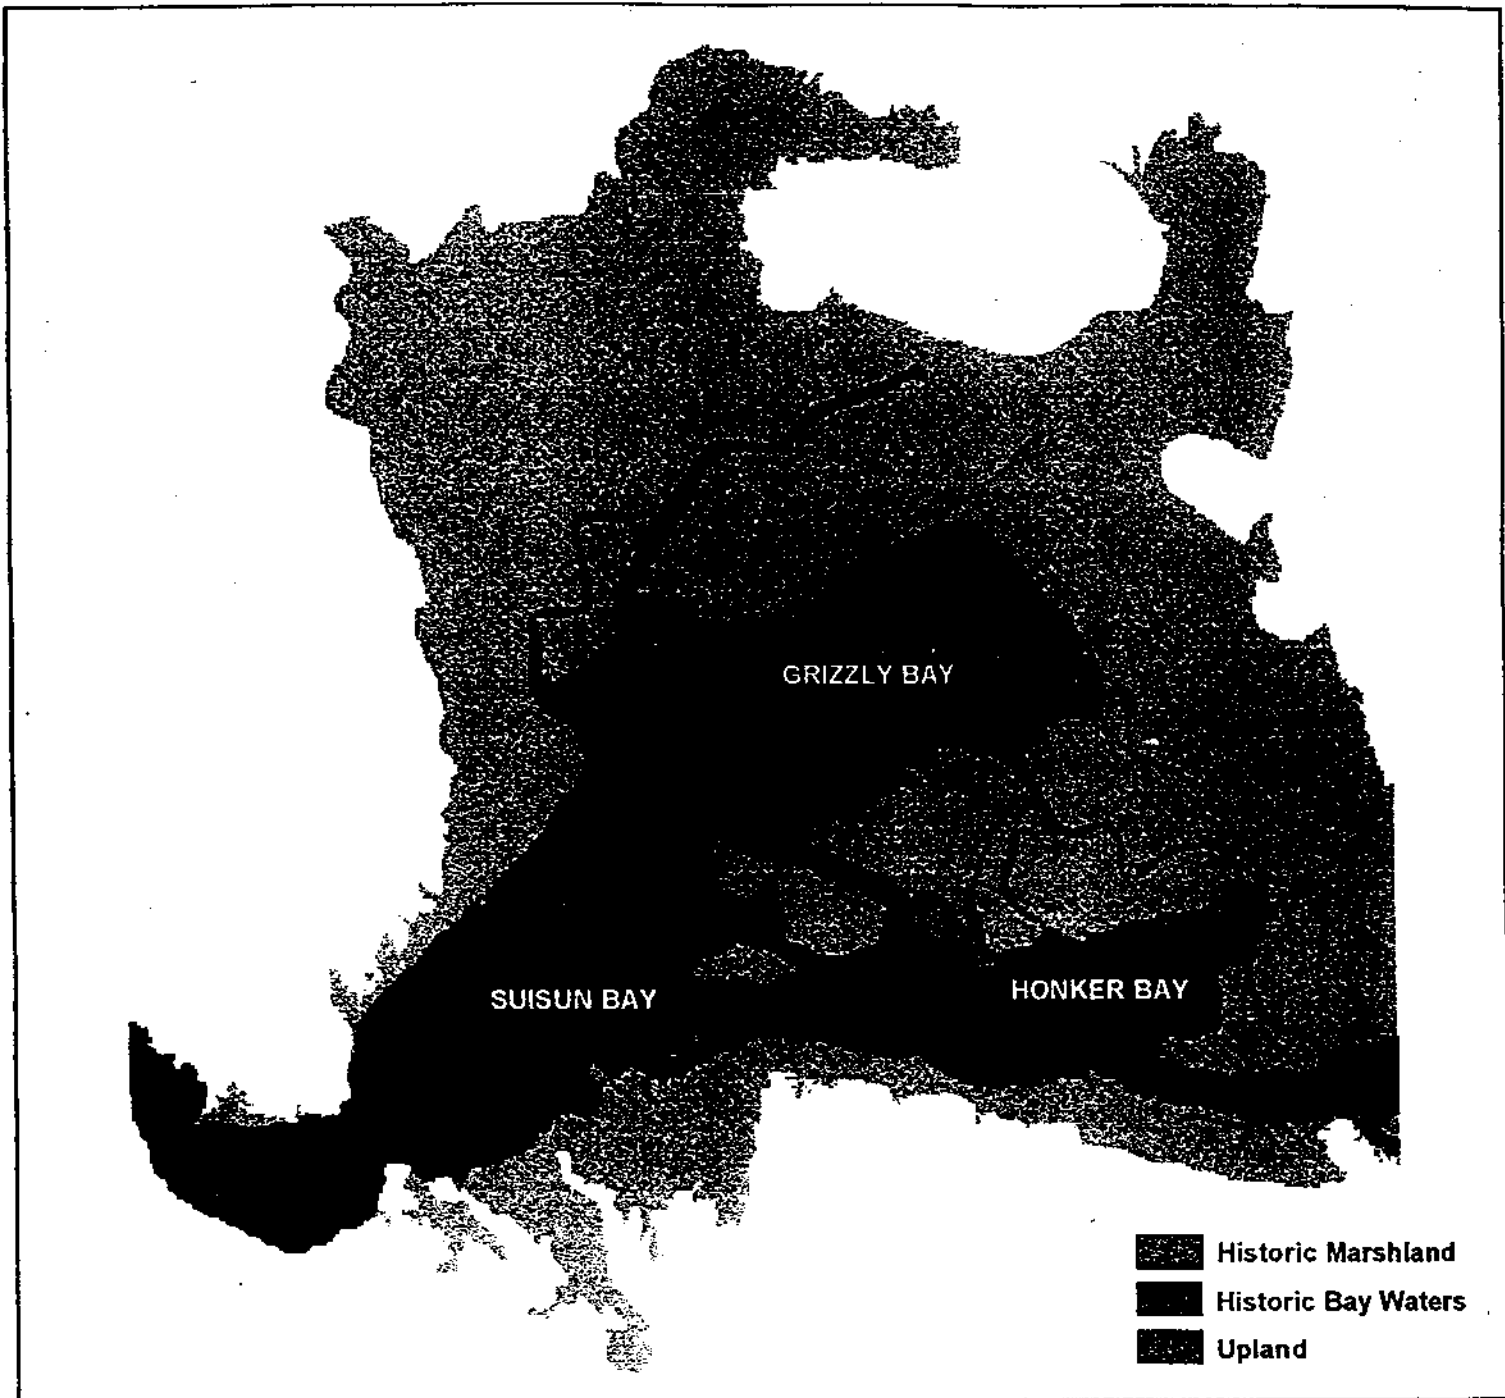 GRIZZLY BAY
SUISUN BAY
HONKER BAY
Historic Marshland
Historic Bay Waters
Upland